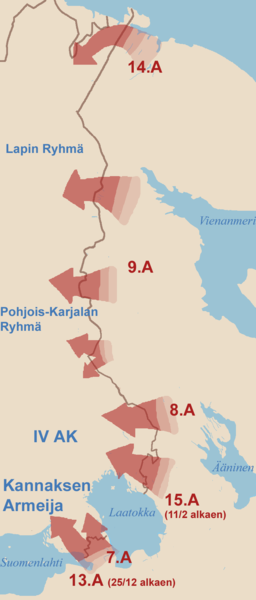 14.A
Lapin Ryhmä
Vienanmeri
9.A
Pohjois-Karjalan
Ryhmä
8.A
IV AK
Ääninen
Kannaksen
Armeija
15.A
(11/2 alkaen)
Laatokka
Suomenlahti
7.A
13.A (25/12 alkaen)